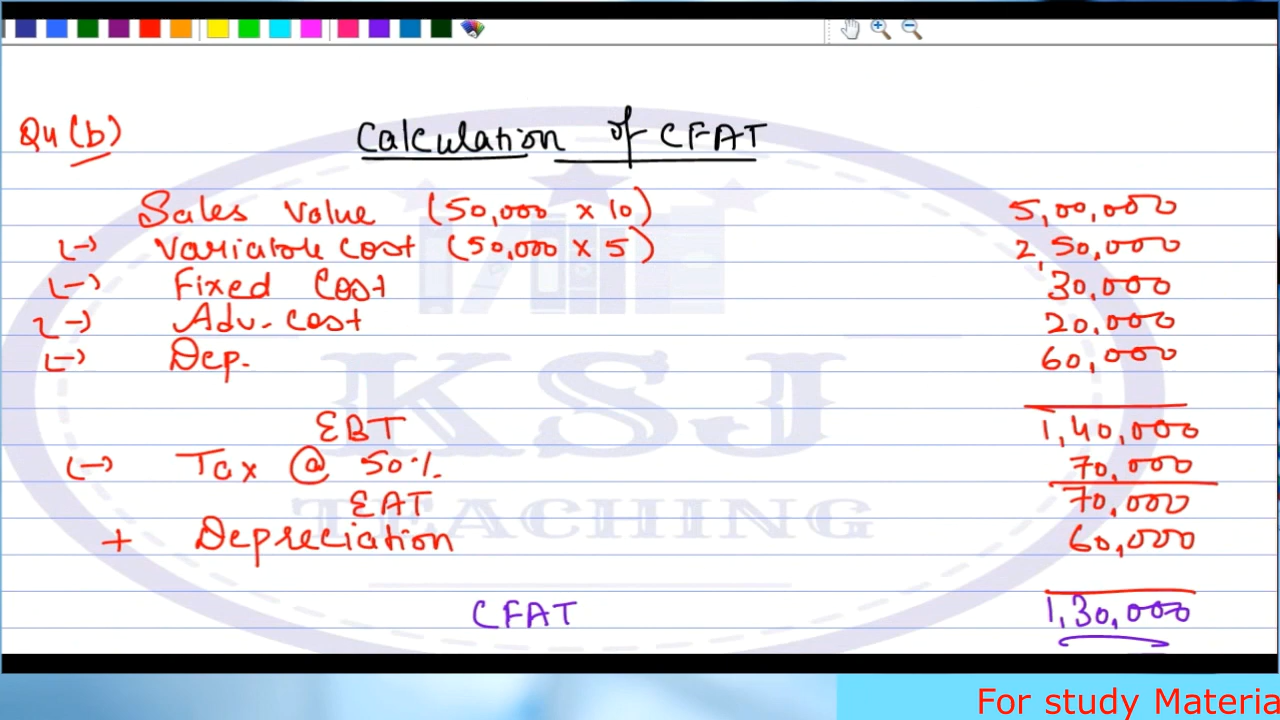 Q4 (b) Calculation of CFAT
Sales Value (50,000 x 10) 5,00,000
(-) Variable Cost (50,000 x 5) 2,50,000
(-) Fixed Cost 30,000
(-) Adv. Cost 20,000
(-) Dep. 60,000
EBT 1,40,000
(-) Tax @ 50% 70,000
EAT 70,000
+ Depreciation 60,000
CFAT 1,30,000
KSJ
TEACHING
For study Materia